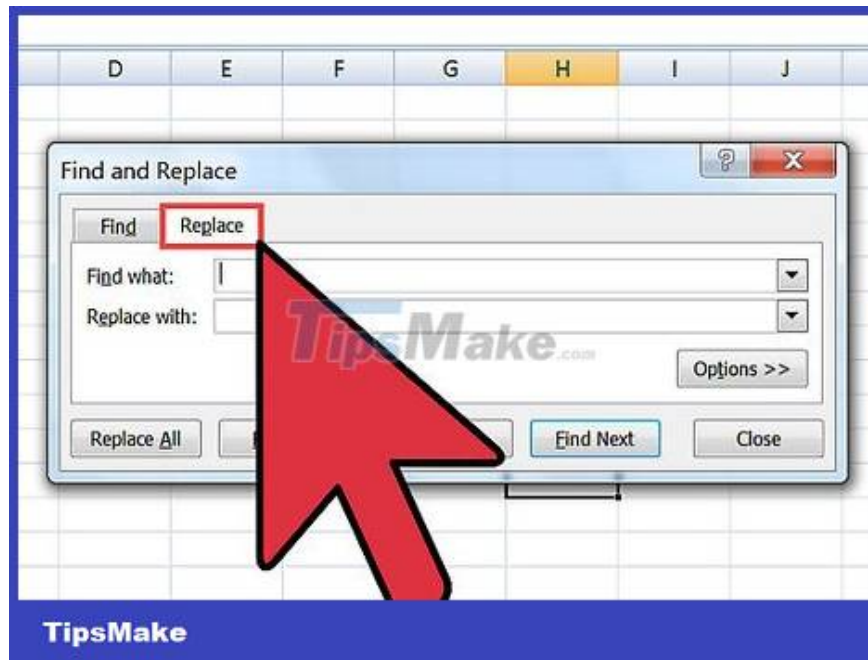 D E F G H I J
Find and Replace
Find Replace
Find what:
Replace with:
TipsMake.com
Options >>
Replace All Find Next Close
TipsMake